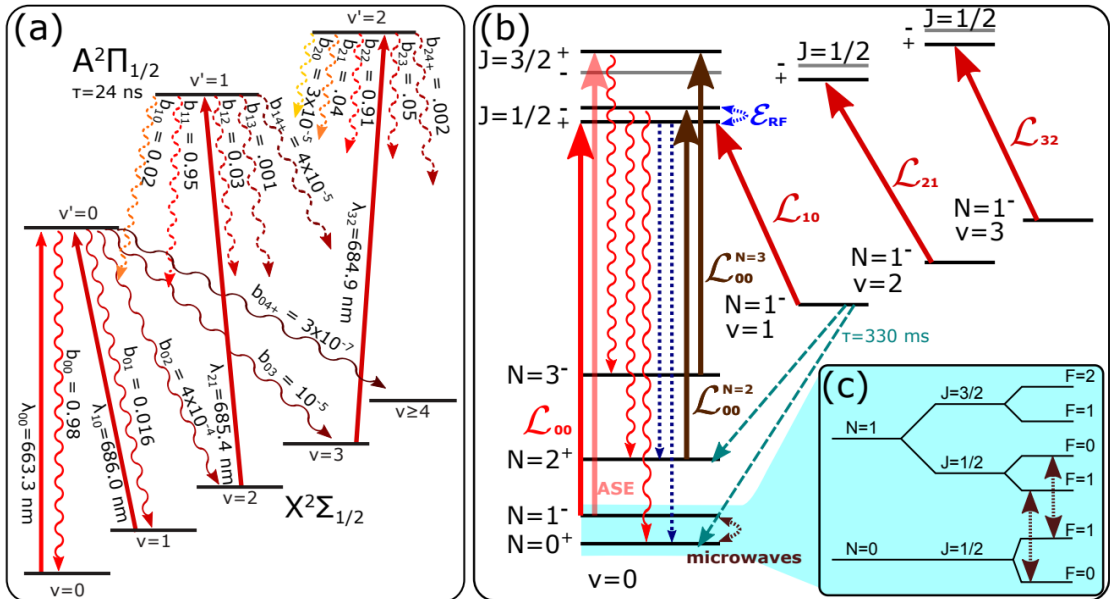 (a)
A²Π₁/₂
τ=24 ns
v'=2
b₂₀ = 3x10⁻⁵
b₂₁ = .04
b₂₂ = 0.91
b₂₃ = .05
b₂₄₊ = .002
v'=1
b₁₀ = 0.02
b₁₁ = 0.95
b₁₂ = 0.03
b₁₃ = .001
b₁₄₊ = 4x10⁻⁵
v'=0
b₀₄₊ = 3x10⁻⁷
b₀₃ = 10⁻⁵
λ₀₀=663.3 nm
b₀₀ = 0.98
λ₁₀=686.0 nm
b₀₁ = 0.016
b₀₂ = 4x10⁻⁴
λ₂₁=685.4 nm
λ₃₂=684.9 nm
v≥4
v=3
v=2
X²Σ₁/₂
v=1
v=0
(b)
J=3/2
+
-
J=1/2
-
+
ℰRF
ℒ₀₀
ASE
ℒ₀₀ᴺ⁼³
ℒ₀₀ᴺ⁼²
ℒ₁₀
N=3⁻
N=2⁺
N=1⁻
N=0⁺
v=0
microwaves
N=1⁻
v=1
τ=330 ms
-
+
J=1/2
ℒ₂₁
N=1⁻
v=2
-
+
J=1/2
ℒ₃₂
N=1⁻
v=3
(c)
N=1
J=3/2
F=2
F=1
J=1/2
F=0
F=1
N=0
J=1/2
F=1
F=0